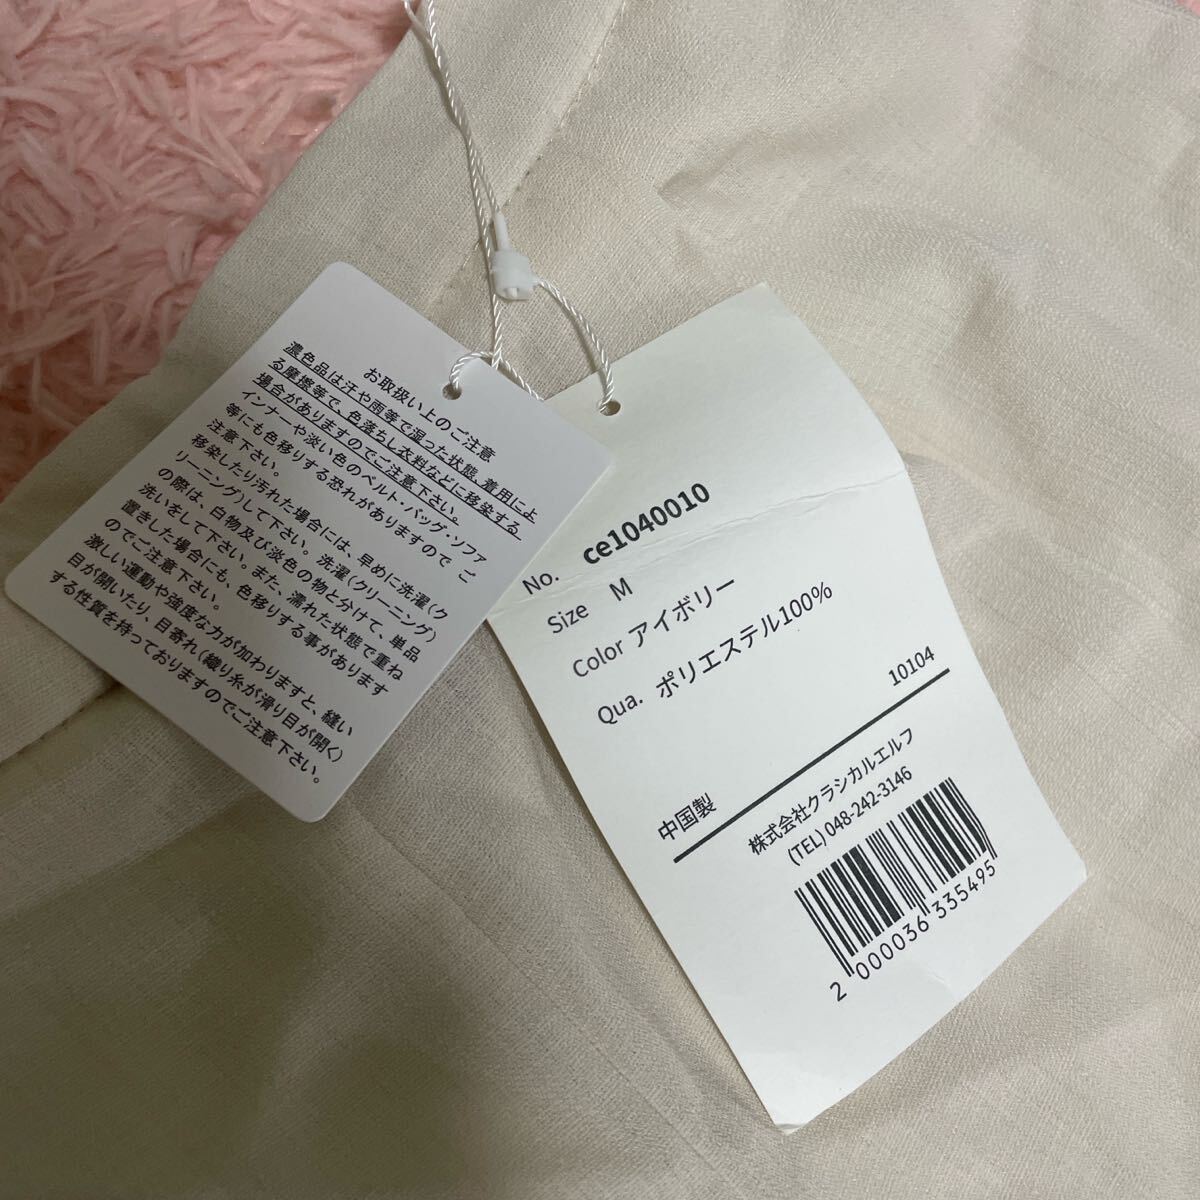 お取扱い上のご注意
濃色品は汗や雨等で湿った状態、着用によ
る摩擦等で、色落ちし衣料などに移染する
場合がありますのでご注意下さい。
インナーや淡い色のベルト・バッグ・ソファ
等にも色移りする恐れがありますので ご
注意下さい。
移染したり汚れた場合には、早めに洗濯(ク
リーニング)して下さい。洗濯(クリーニング)
の際は、白物及び淡色の物と分けて、単品
洗いをして下さい。また、濡れた状態で重ね
置きした場合にも、色移りする事があります
のでご注意下さい。
激しい運動や強度な力が加わりますと、縫い
目が開いたり、目寄れ(織り糸が滑り目が開く)
する性質を持っておりますのでご注意下さい。
No. ce1040010
Size M
Color アイボリー
Qua. ポリエステル100%
10104
中国製
株式会社クラシカルエルフ
(TEL) 048-242-3146
2 000036 335495